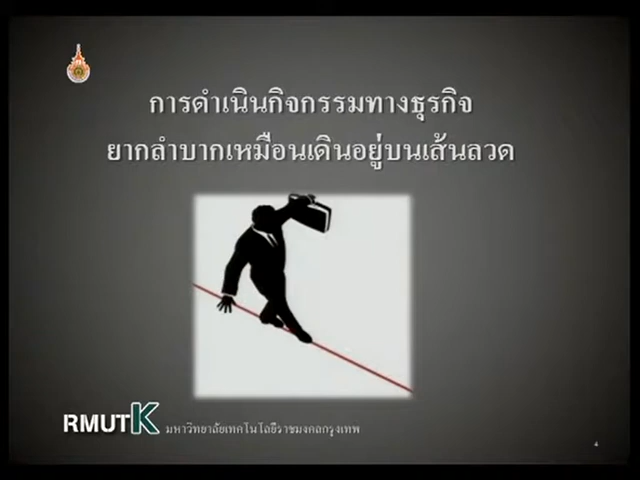 การดำเนินกิจกรรมทางธุรกิจ
ยากลำบากเหมือนเดินอยู่บนเส้นลวด
RMUTK มหาวิทยาลัยเทคโนโลยีราชมงคลกรุงเทพ
4